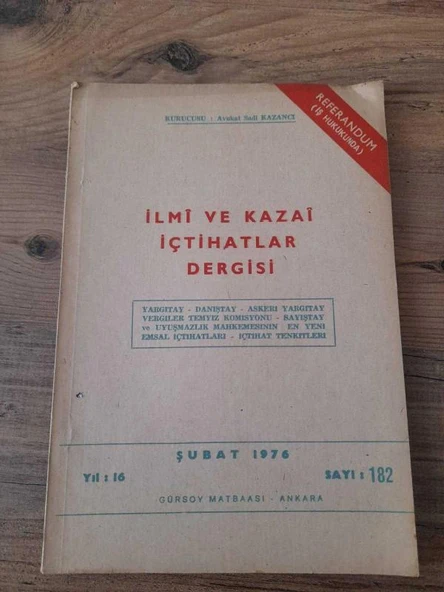 KURUCUSU : Avukat Sadi KAZANCI
REFERANDUM
(İŞ HUKUKUNDA)
İLMÎ VE KAZAÎ
İÇTİHATLAR
DERGİSİ
YARGITAY - DANIŞTAY - ASKERİ YARGITAY
VERGİLER TEMYİZ KOMİSYONU - SAYIŞTAY
ve UYUŞMAZLIK MAHKEMESİNİN EN YENİ
EMSAL İÇTİHATLARI - İÇTİHAT TENKİTLERİ
ŞUBAT 1976
Yıl : 16
SAYI : 182
GÜRSOY MATBAASI - ANKARA